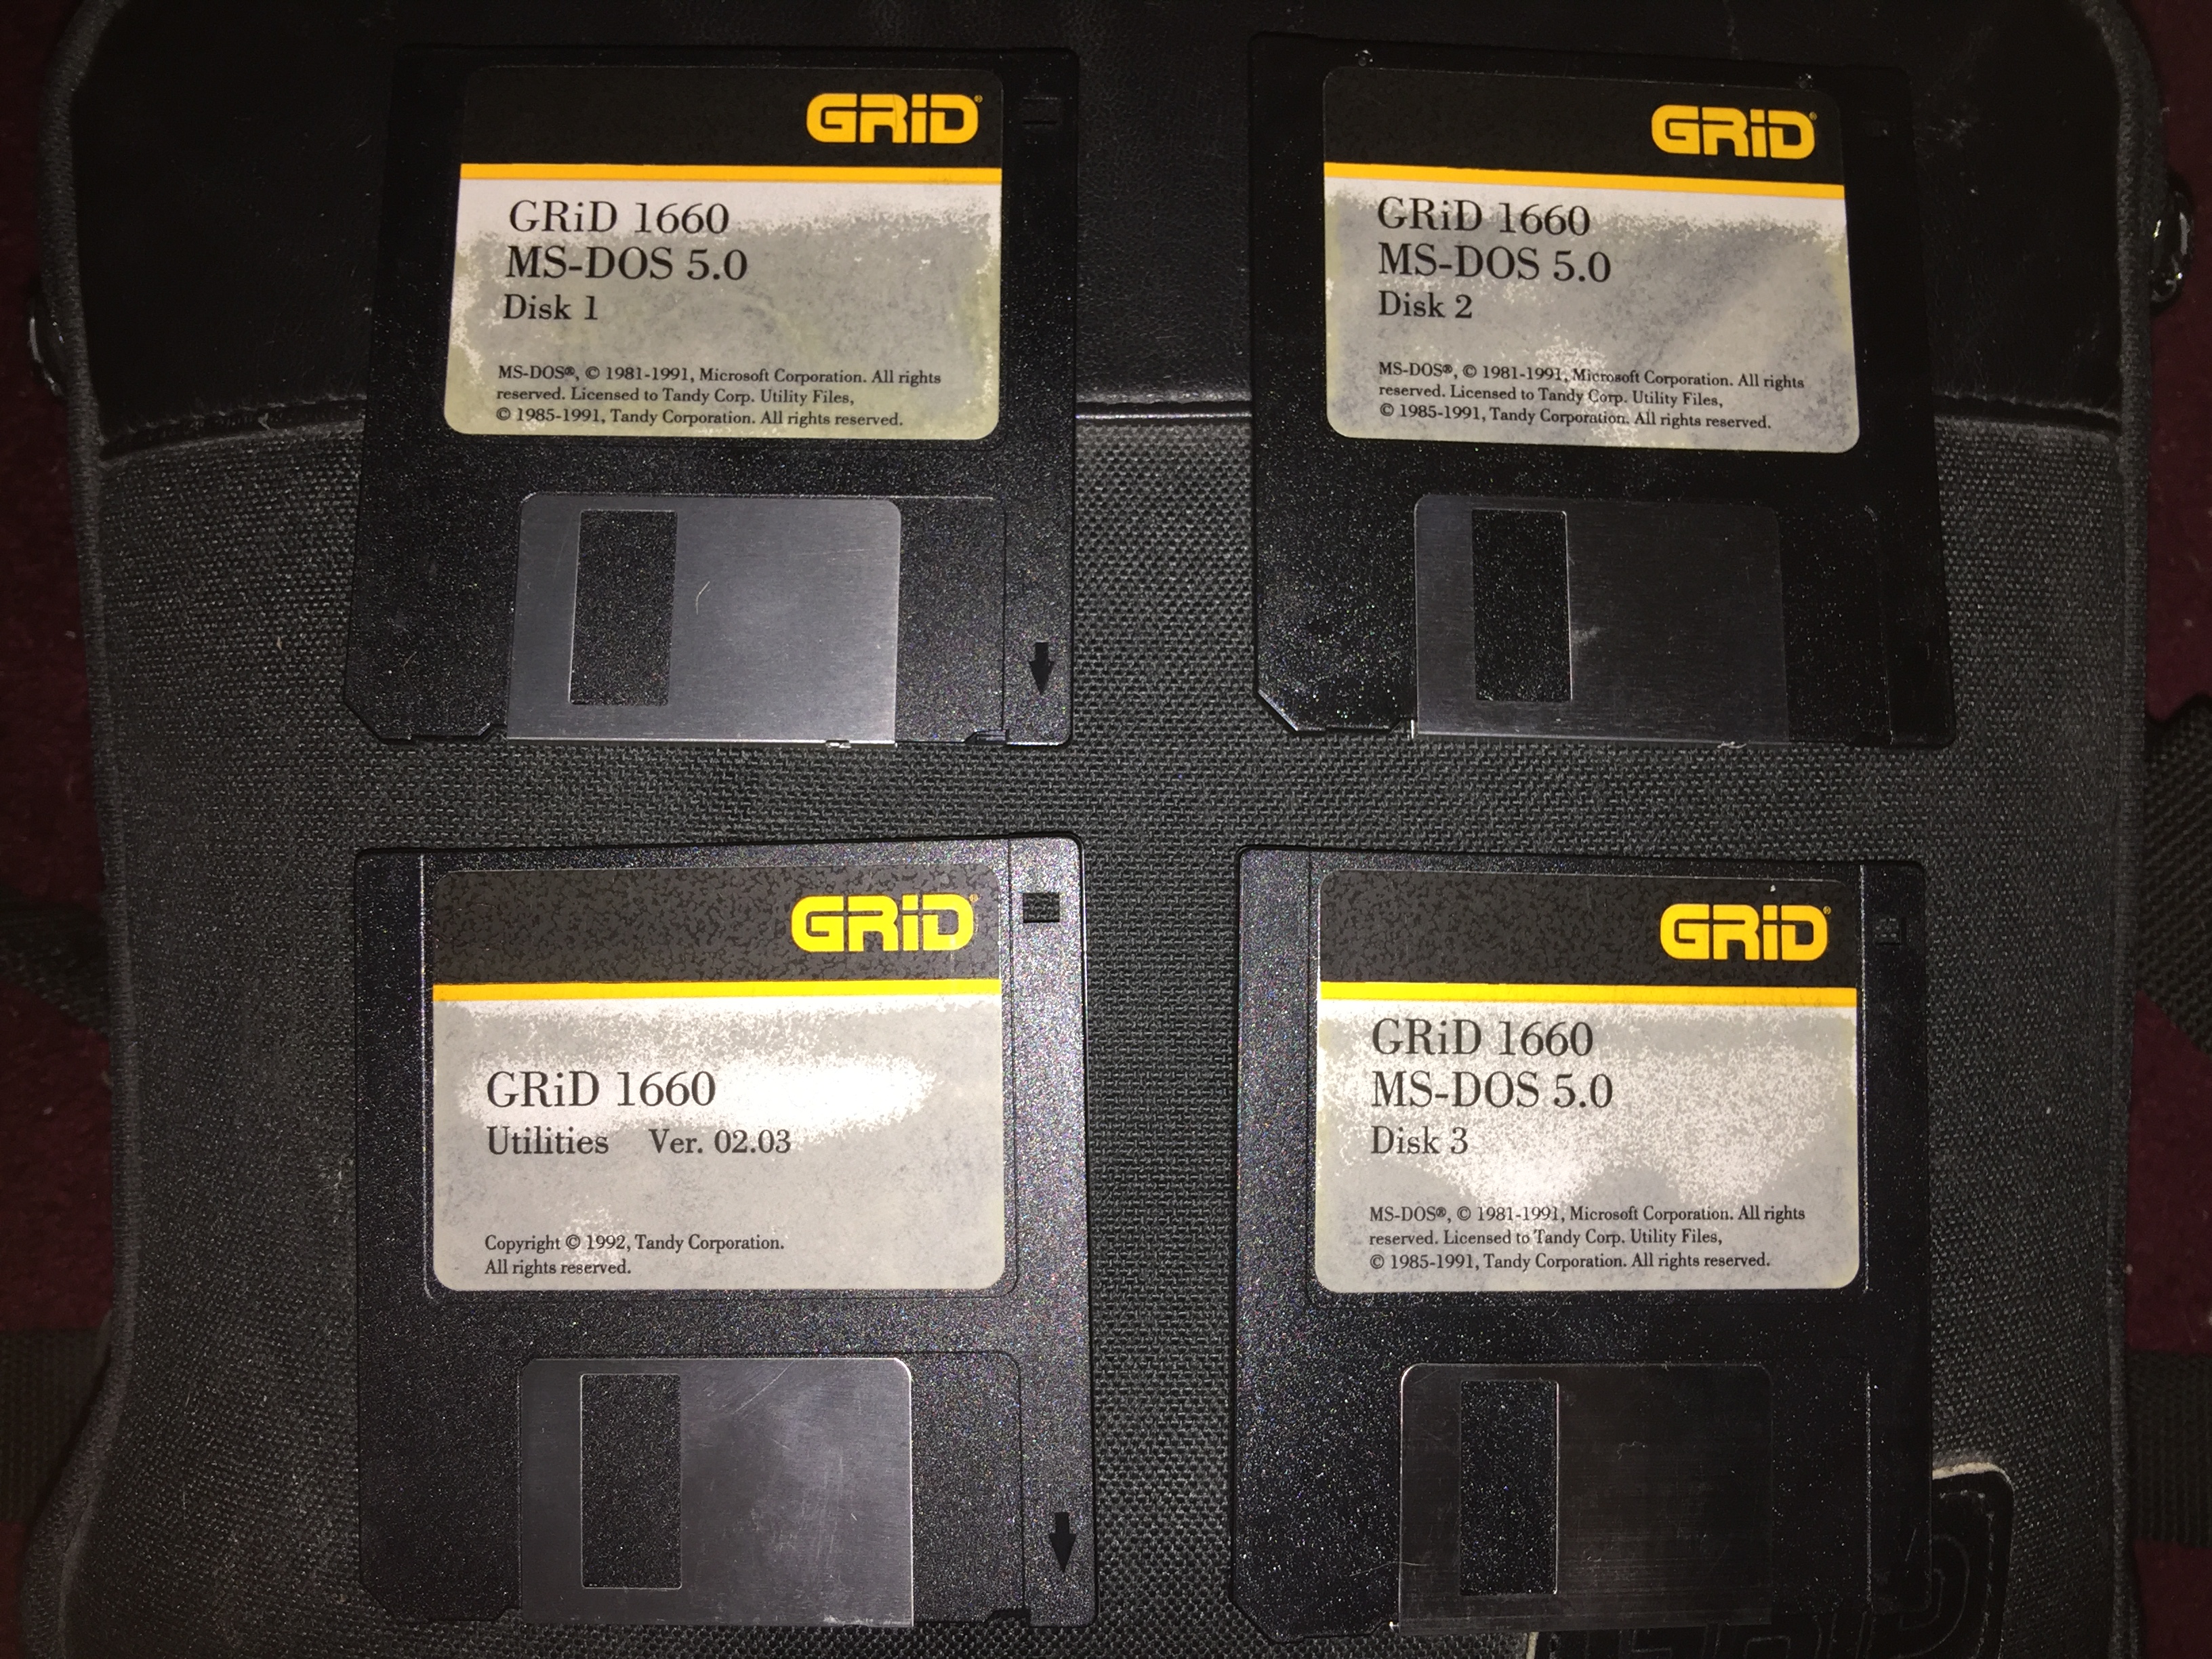 GRiD®
GRiD 1660
MS-DOS 5.0
Disk 1
MS-DOS®, © 1981-1991, Microsoft Corporation. All rights
reserved. Licensed to Tandy Corp. Utility Files,
© 1985-1991, Tandy Corporation. All rights reserved.
GRiD®
GRiD 1660
MS-DOS 5.0
Disk 2
MS-DOS®, © 1981-1991, Microsoft Corporation. All rights
reserved. Licensed to Tandy Corp. Utility Files,
© 1985-1991, Tandy Corporation. All rights reserved.
GRiD®
GRiD 1660
Utilities Ver. 02.03
Copyright © 1992, Tandy Corporation.
All rights reserved.
GRiD®
GRiD 1660
MS-DOS 5.0
Disk 3
MS-DOS®, © 1981-1991, Microsoft Corporation. All rights
reserved. Licensed to Tandy Corp. Utility Files,
© 1985-1991, Tandy Corporation. All rights reserved.
GRiD